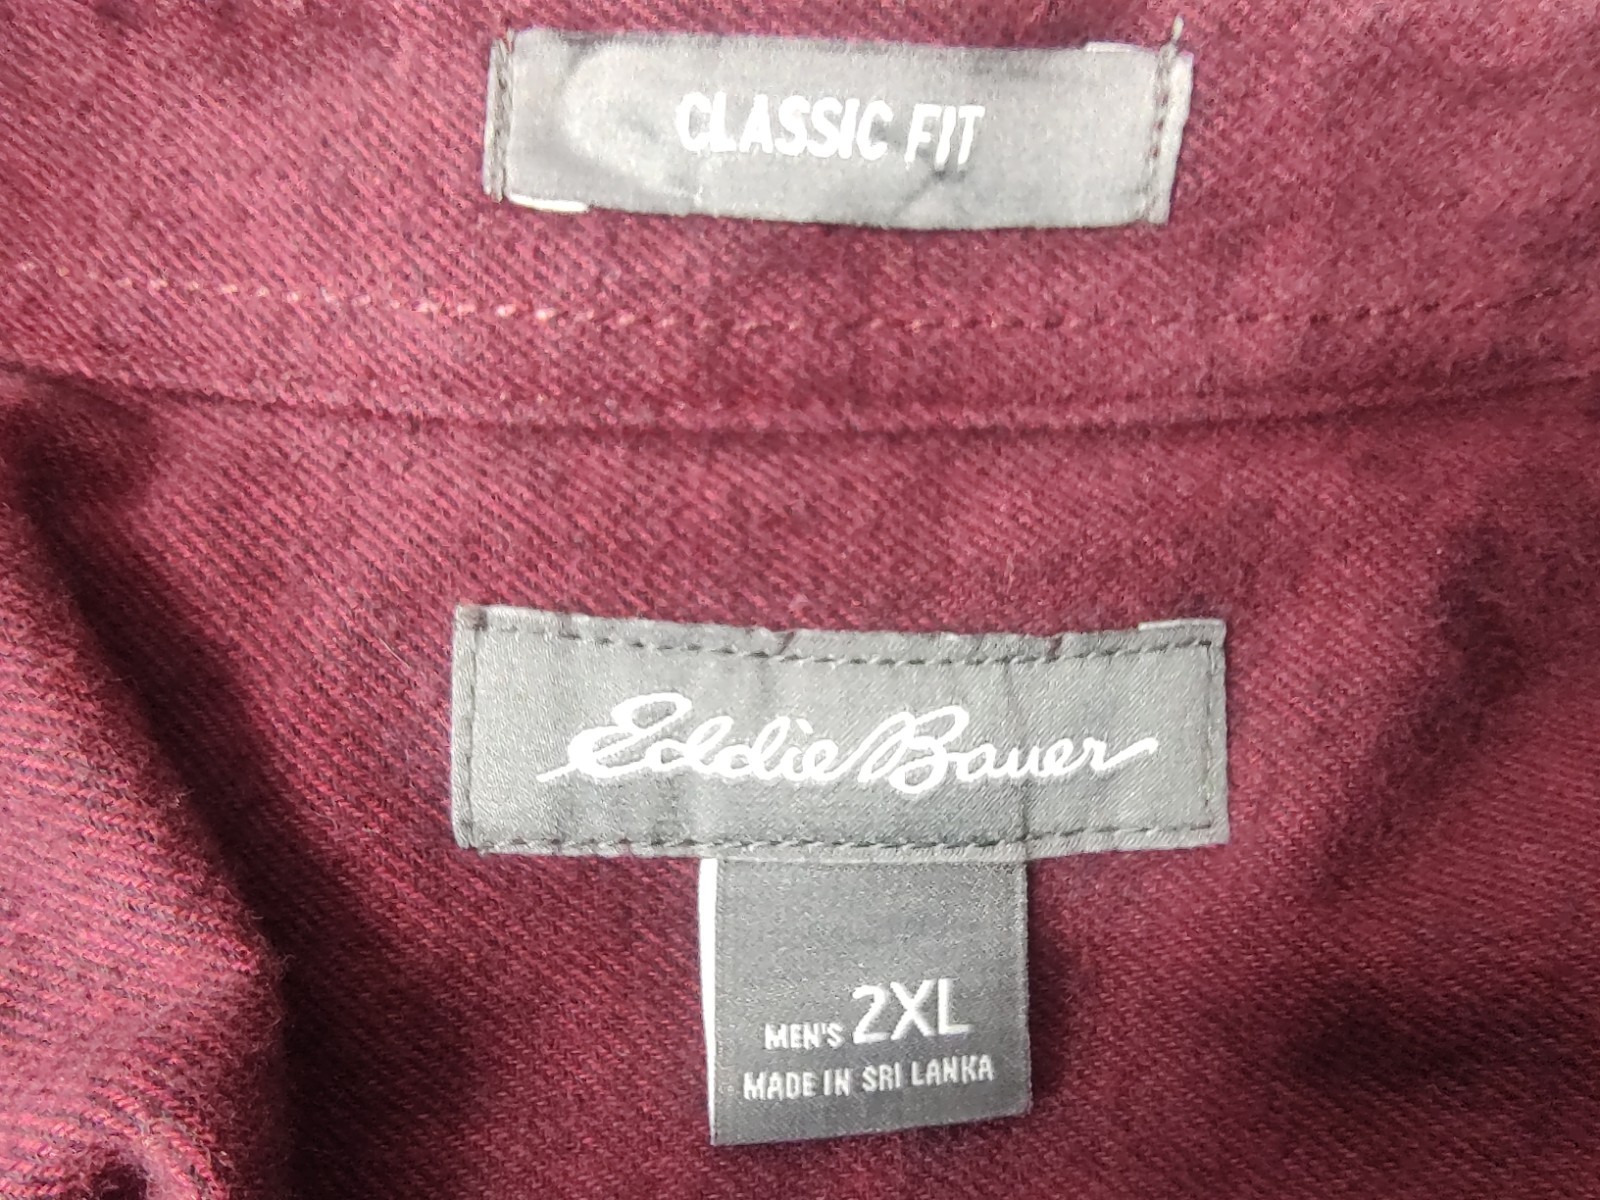 CLASSIC FIT
Eddie Bauer
MEN'S 2XL
MADE IN SRI LANKA